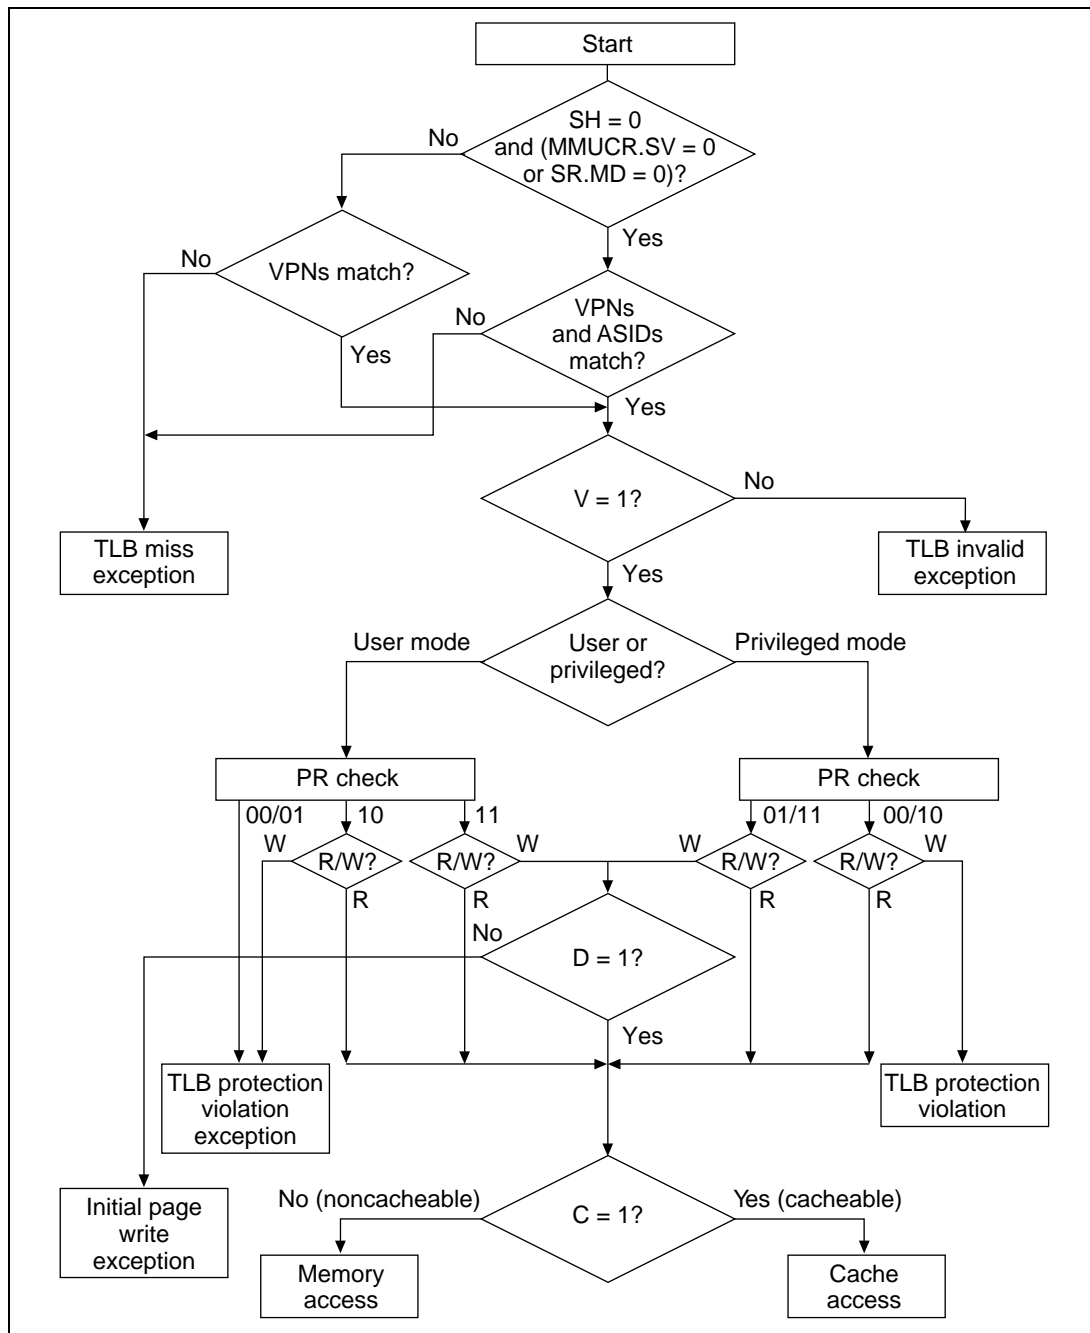 Start
SH = 0
and (MMUCR.SV = 0
or SR.MD = 0)?
No
Yes
VPNs match?
No
Yes
VPNs
and ASIDs
match?
No
Yes
V = 1?
No
Yes
TLB miss
exception
TLB invalid
exception
User or
privileged?
User mode
Privileged mode
PR check
PR check
00/01
10
11
01/11
00/10
W
R/W?
R
R/W?
W
R
W
R/W?
R
R/W?
W
R
No
D = 1?
Yes
TLB protection
violation
exception
TLB protection
violation
Initial page
write
exception
No (noncacheable)
C = 1?
Yes (cacheable)
Memory
access
Cache
access